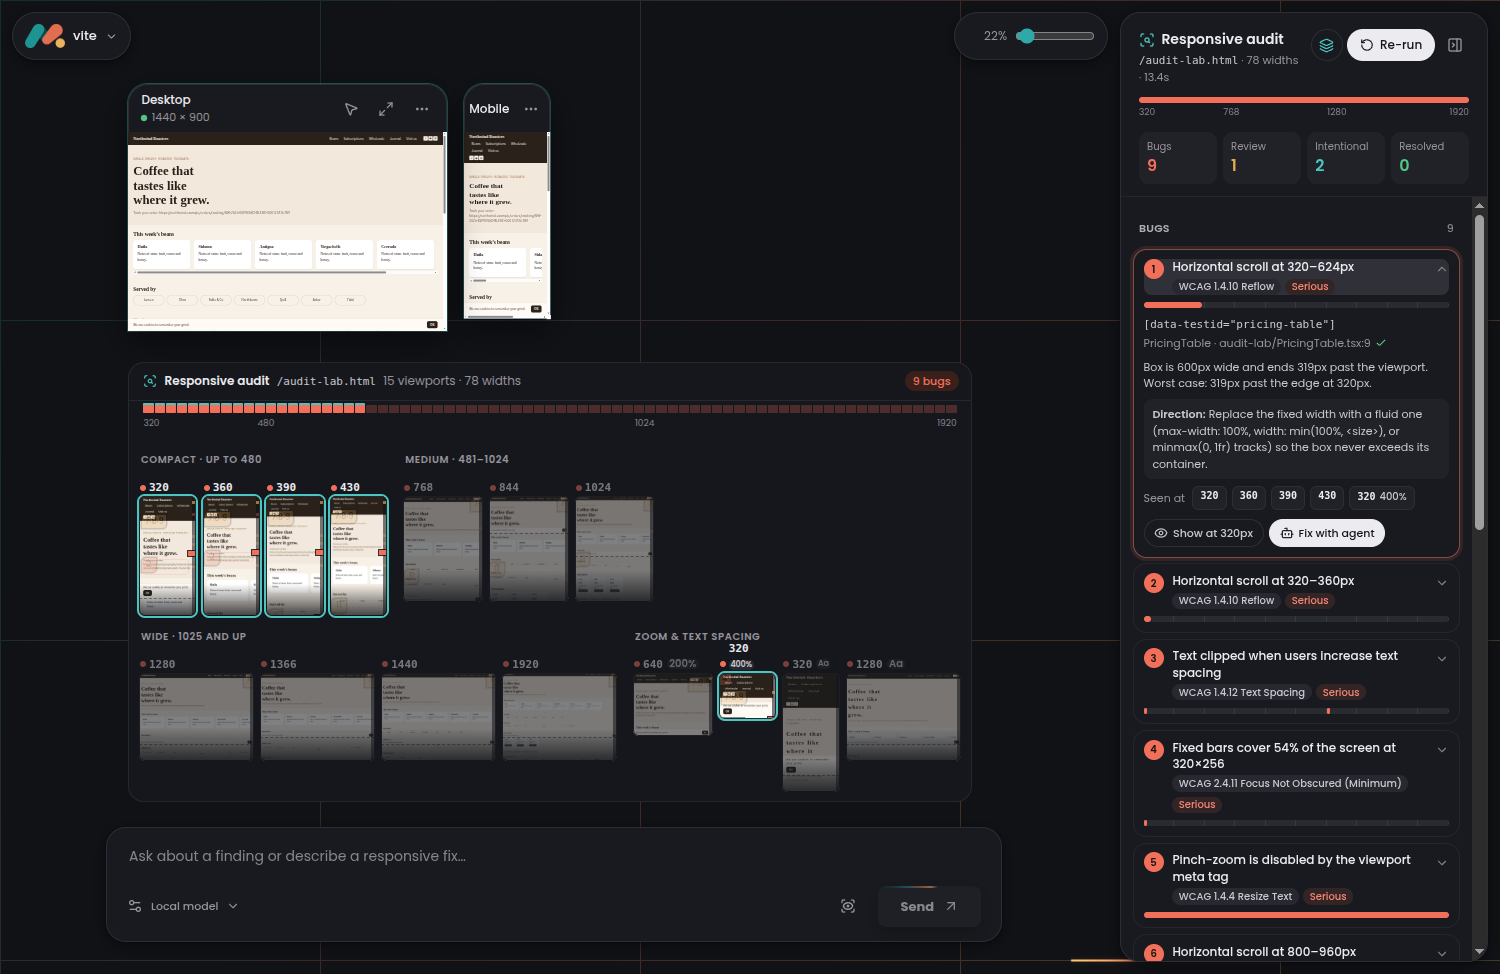 vite
22%
Desktop
1440 × 900
Mobile
Coffee that
tastes like
where it grew.
This week's beans
Served by
Coffee that
tastes like
where it grew.
This week's beans
Served by
Responsive audit /audit-lab.html 15 viewports · 78 widths
9 bugs
320 480 1024 1920
COMPACT · UP TO 480
MEDIUM · 481–1024
320 360 390 430 768 844 1024
WIDE · 1025 AND UP
ZOOM & TEXT SPACING
1280 1366 1440 1920 640 200% 320 400% 320 Aa 1280 Aa
Ask about a finding or describe a responsive fix...
Local model
Send
Responsive audit
Re-run
/audit-lab.html · 78 widths
· 13.4s
320 768 1280 1920
Bugs Review Intentional Resolved
9 1 2 0
BUGS 9
1 Horizontal scroll at 320–624px
WCAG 1.4.10 Reflow Serious
[data-testid="pricing-table"]
PricingTable · audit-lab/PricingTable.tsx:9
Box is 600px wide and ends 319px past the viewport.
Worst case: 319px past the edge at 320px.
Direction: Replace the fixed width with a fluid one
(max-width: 100%, width: min(100%, <size>), or
minmax(0, 1fr) tracks) so the box never exceeds its
container.
Seen at 320 360 390 430 320 400%
Show at 320px
Fix with agent
2 Horizontal scroll at 320–360px
WCAG 1.4.10 Reflow Serious
3 Text clipped when users increase text
spacing
WCAG 1.4.12 Text Spacing Serious
4 Fixed bars cover 54% of the screen at
320×256
WCAG 2.4.11 Focus Not Obscured (Minimum)
Serious
5 Pinch-zoom is disabled by the viewport
meta tag
WCAG 1.4.4 Resize Text Serious
6 Horizontal scroll at 800–960px